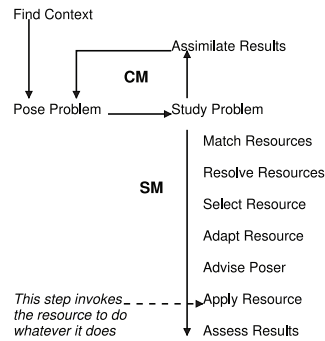 Find Context
Assimilate Results
CM
Pose Problem
Study Problem
Match Resources
Resolve Resources
SM
Select Resource
Adapt Resource
Advise Poser
This step invokes
the resource to do
whatever it does
Apply Resource
Assess Results